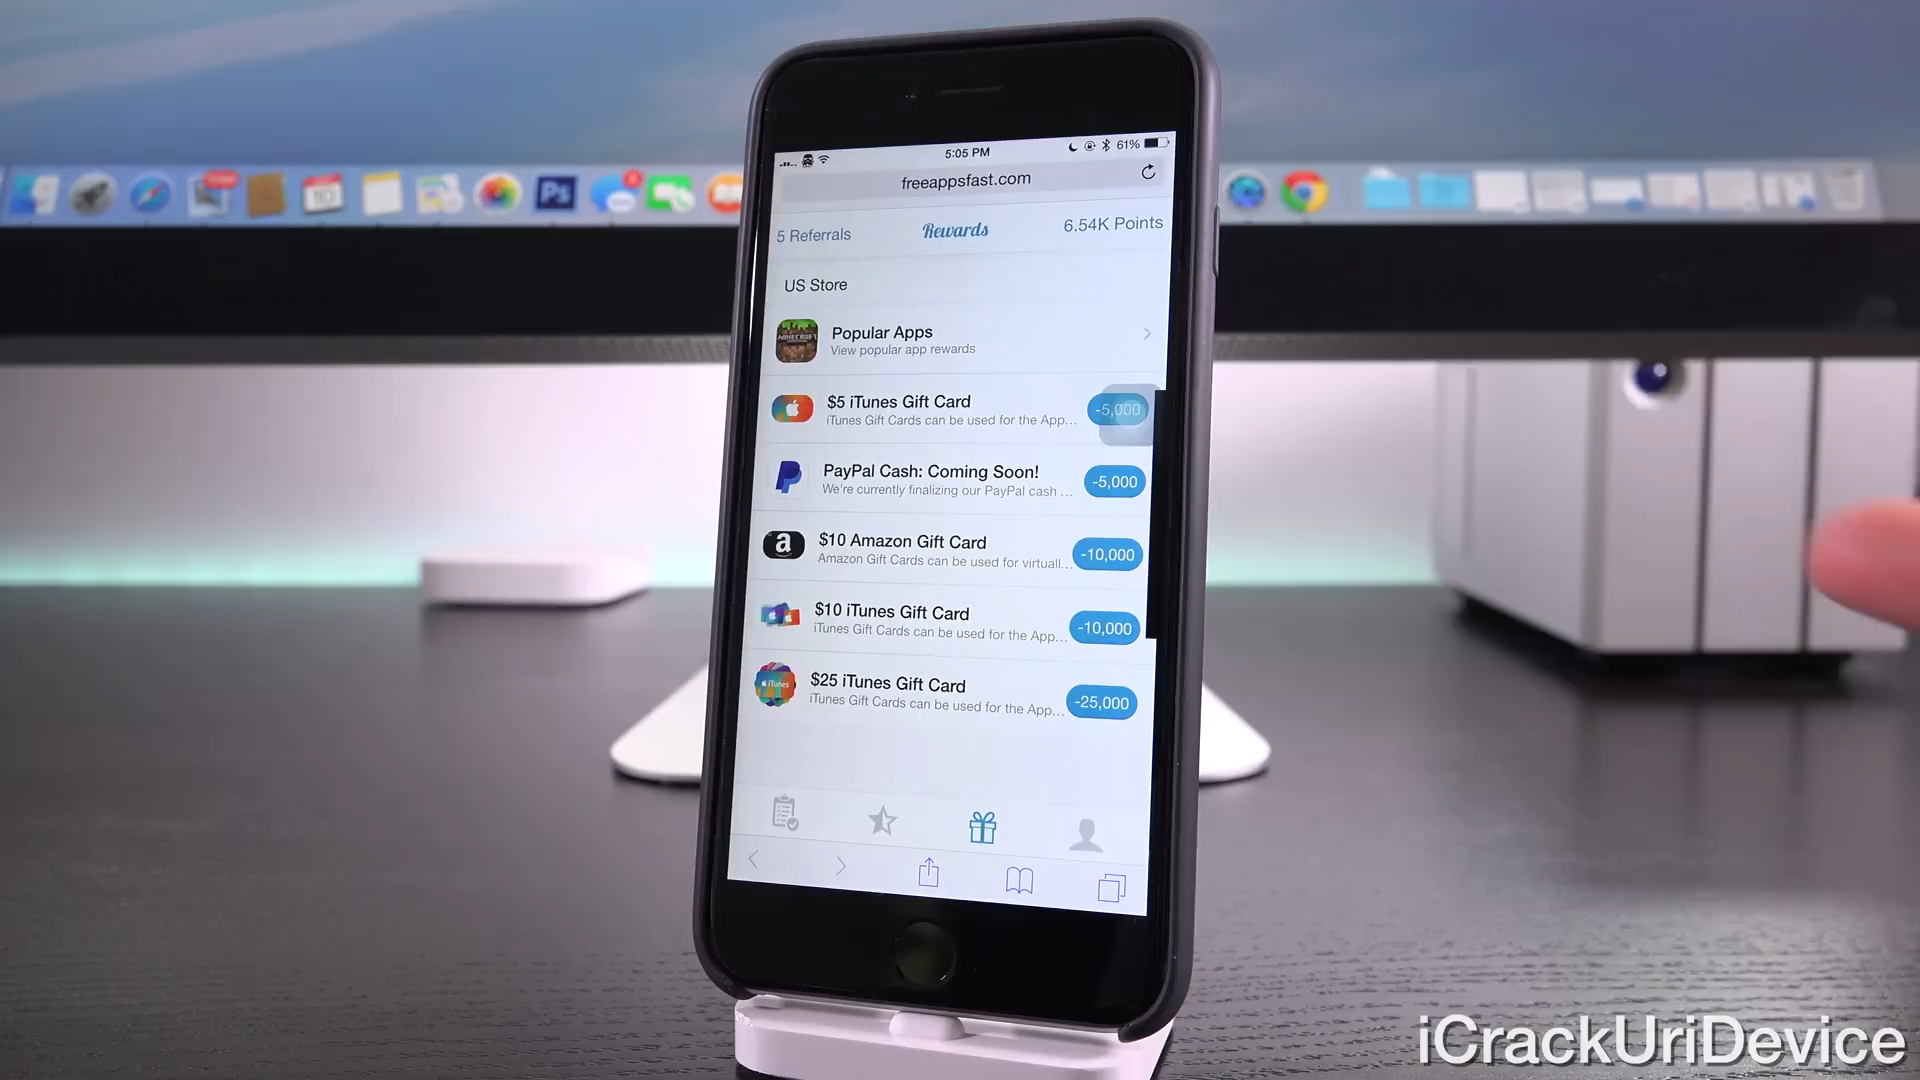 5:05 PM
61%
freeappsfast.com
5 Referrals
Rewards
6.54K Points
US Store
MINECRAFT
Popular Apps
View popular app rewards
$5 iTunes Gift Card
iTunes Gift Cards can be used for the App...
-5,000
PayPal Cash: Coming Soon!
We're currently finalizing our PayPal cash ...
-5,000
a
$10 Amazon Gift Card
Amazon Gift Cards can be used for virtuall...
-10,000
$10 iTunes Gift Card
iTunes Gift Cards can be used for the App...
-10,000
iTunes
$25 iTunes Gift Card
iTunes Gift Cards can be used for the App...
-25,000
10
Ps
iCrackUriDevice